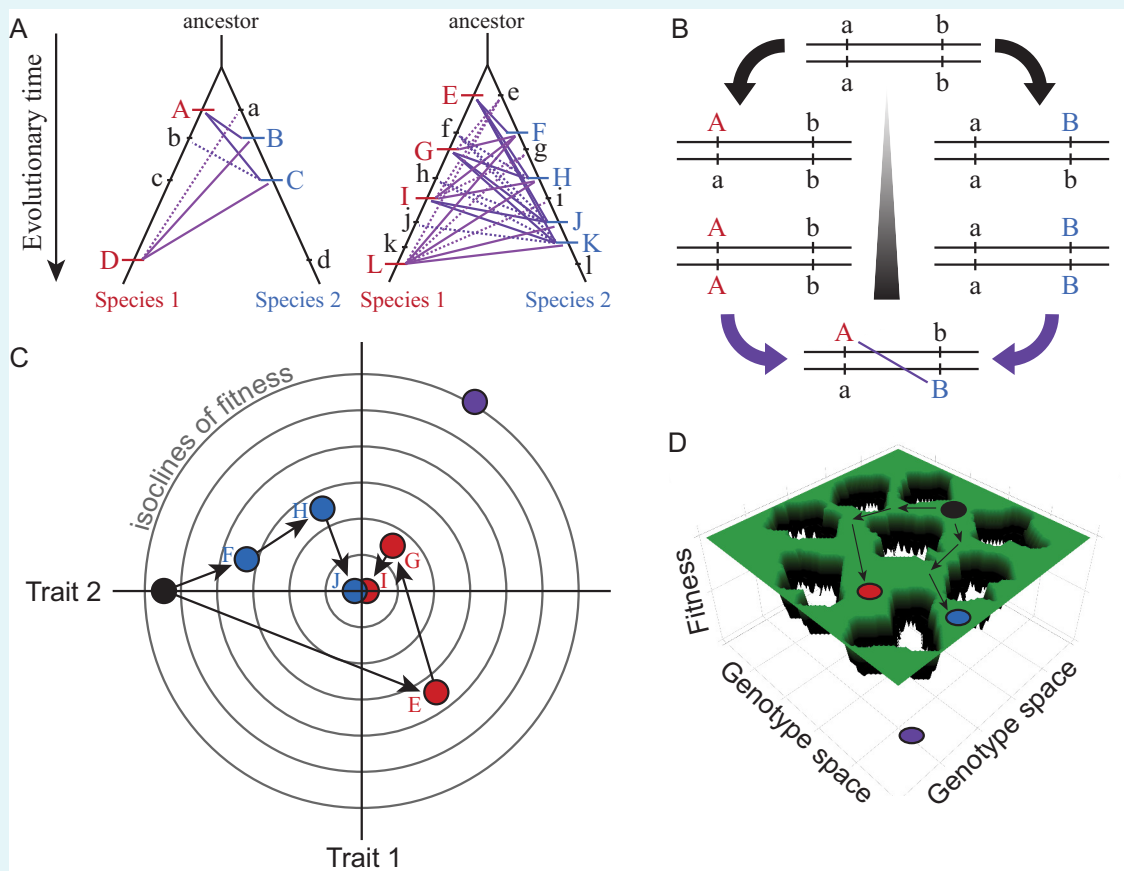 A
ancestor
ancestor
Evolutionary time
A
a
b
B
c
C
D
d
Species 1
Species 2
E
e
f
F
G
g
h
H
I
i
j
J
k
K
L
l
Species 1
Species 2
B
a b
a b
A b
a b
a B
a b
A b
A b
a B
a B
A b
a B
C
isoclines of fitness
H
F
G
J I
Trait 2
E
Trait 1
D
Fitness
Genotype space
Genotype space